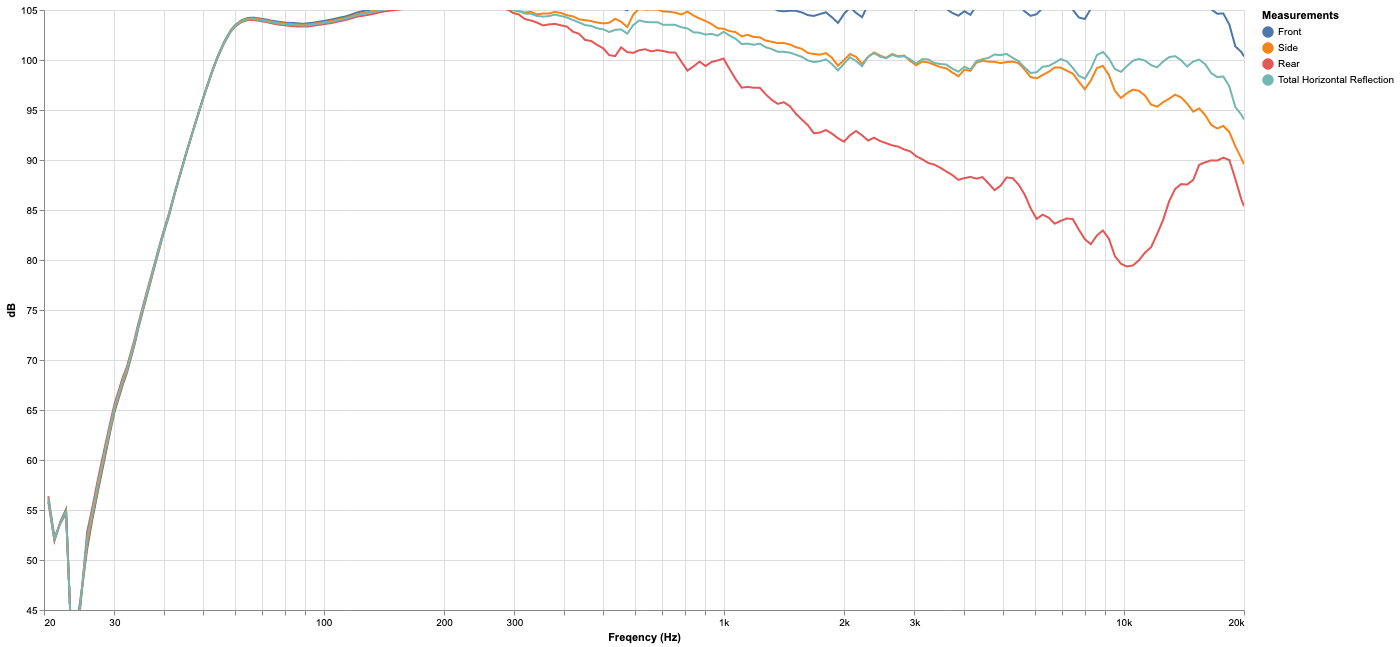 105
100
95
90
85
80
75
70
65
60
55
50
45
dB
20 30 100 200 300 1k 2k 3k 10k 20k
Freqency (Hz)
Measurements
Front
Side
Rear
Total Horizontal Reflection